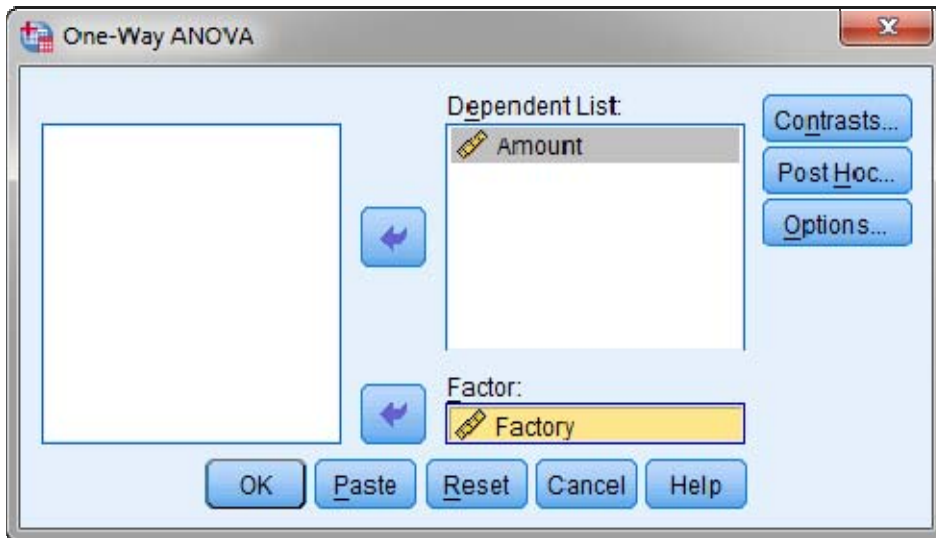 One-Way ANOVA
Dependent List:
Amount
Contrasts...
Post Hoc...
Options...
Factor:
Factory
OK
Paste
Reset
Cancel
Help